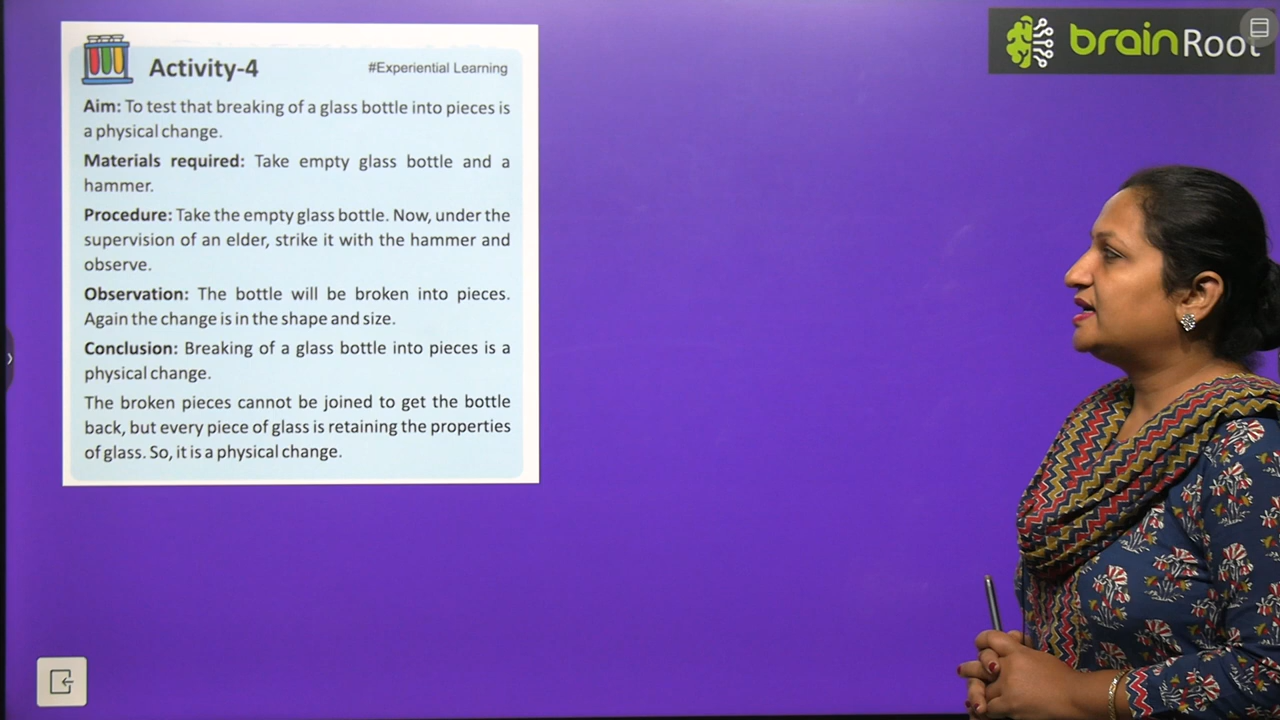 brainRoot
Activity-4
#Experiential Learning
Aim: To test that breaking of a glass bottle into pieces is
a physical change.
Materials required: Take empty glass bottle and a
hammer.
Procedure: Take the empty glass bottle. Now, under the
supervision of an elder, strike it with the hammer and
observe.
Observation: The bottle will be broken into pieces.
Again the change is in the shape and size.
Conclusion: Breaking of a glass bottle into pieces is a
physical change.
The broken pieces cannot be joined to get the bottle
back, but every piece of glass is retaining the properties
of glass. So, it is a physical change.